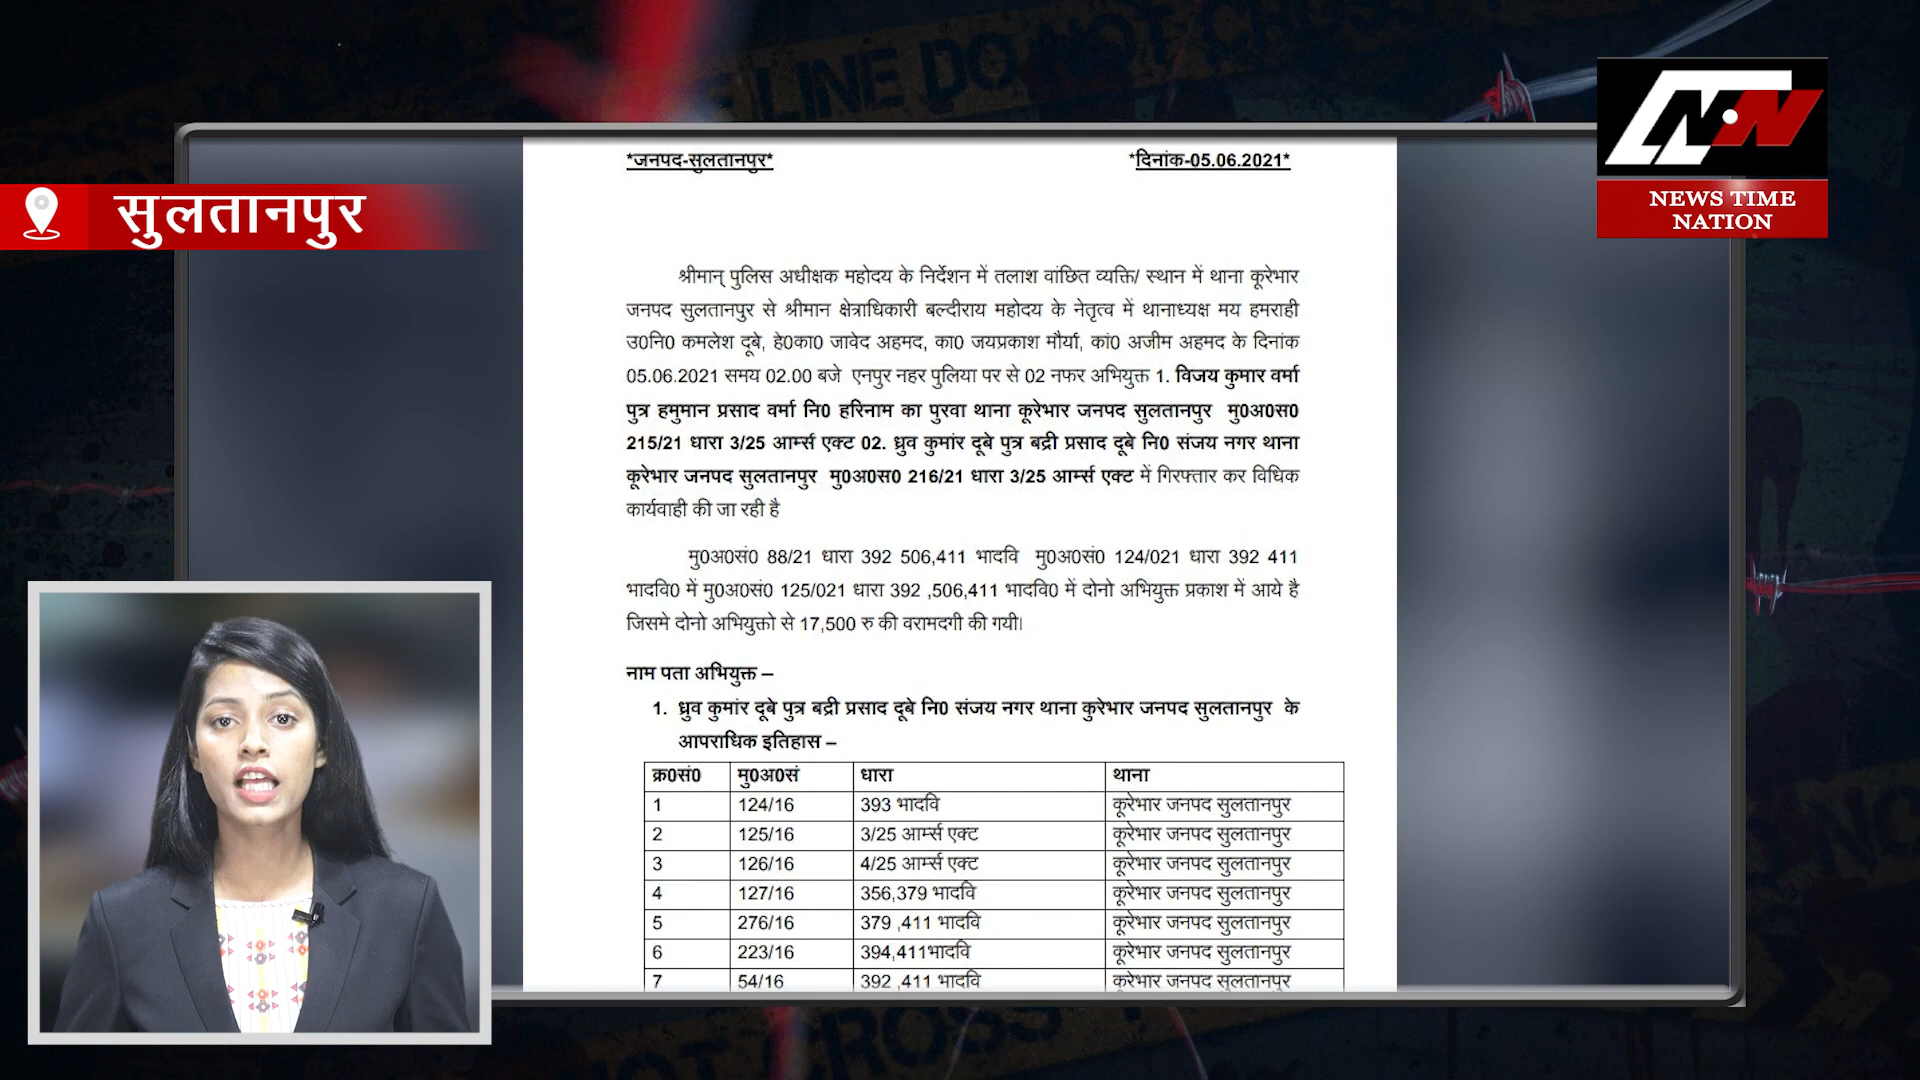 LINE DO NOT CROSS
*जनपद-सुलतानपुर*
*दिनांक-05.06.2021*
NEWS TIME
NATION
सुलतानपुर
श्रीमान् पुलिस अधीक्षक महोदय के निर्देशन में तलाश वांछित व्यक्ति/ स्थान में थाना कूरेभार
जनपद सुलतानपुर से श्रीमान क्षेत्राधिकारी बल्दीराय महोदय के नेतृत्व में थानाध्यक्ष मय हमराही
उ0नि0 कमलेश दूबे, हे0का0 जावेद अहमद, का0 जयप्रकाश मौर्या, कां0 अजीम अहमद के दिनांक
05.06.2021 समय 02.00 बजे एनपुर नहर पुलिया पर से 02 नफर अभियुक्त 1. विजय कुमार वर्मा
पुत्र हमुमान प्रसाद वर्मा नि0 हरिनाम का पुरवा थाना कूरेभार जनपद सुलतानपुर मु0अ0स0
215/21 धारा 3/25 आर्म्स एक्ट 02. ध्रुव कुमांर दूबे पुत्र बद्री प्रसाद दूबे नि0 संजय नगर थाना
कूरेभार जनपद सुलतानपुर मु0अ0स0 216/21 धारा 3/25 आर्म्स एक्ट में गिरफ्तार कर विधिक
कार्यवाही की जा रही है
मु0अ0सं0 88/21 धारा 392 506,411 भादवि मु0अ0सं0 124/021 धारा 392 411
भादवि0 में मु0अ0सं0 125/021 धारा 392 ,506,411 भादवि0 में दोनो अभियुक्त प्रकाश में आये है
जिसमे दोनो अभियुक्तो से 17,500 रु की वरामदगी की गयी।
नाम पता अभियुक्त –
1. ध्रुव कुमांर दूबे पुत्र बद्री प्रसाद दूबे नि0 संजय नगर थाना कुरेभार जनपद सुलतानपुर के
आपराधिक इतिहास –
क्र0सं0 मु0अ0सं धारा थाना
1 124/16 393 भादवि कूरेभार जनपद सुलतानपुर
2 125/16 3/25 आर्म्स एक्ट कूरेभार जनपद सुलतानपुर
3 126/16 4/25 आर्म्स एक्ट कूरेभार जनपद सुलतानपुर
4 127/16 356,379 भादवि कूरेभार जनपद सुलतानपुर
5 276/16 379 ,411 भादवि कूरेभार जनपद सुलतानपुर
6 223/16 394,411भादवि कूरेभार जनपद सुलतानपुर
7 54/16 392 ,411 भादवि कूरेभार जनपद सुलतानपुर